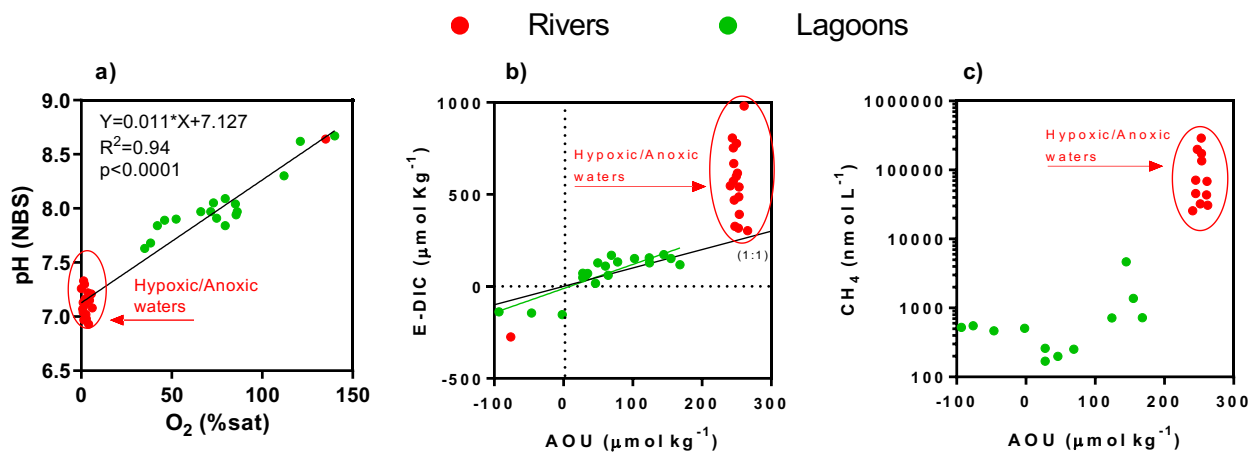 Rivers Lagoons
a)
9.0
8.5
8.0
7.5
7.0
6.5
pH (NBS)
Y=0.011*X+7.127
R²=0.94
p<0.0001
Hypoxic/Anoxic
waters
0 50 100 150
O₂ (%sat)
b)
1000
500
0
-500
E-DIC (μmol Kg⁻¹)
Hypoxic/Anoxic
waters
(1:1)
-100 0 100 200 300
AOU (μmol kg⁻¹)
c)
1000000
100000
10000
1000
100
CH₄ (nmol L⁻¹)
Hypoxic/Anoxic
waters
-100 0 100 200 300
AOU (μmol kg⁻¹)